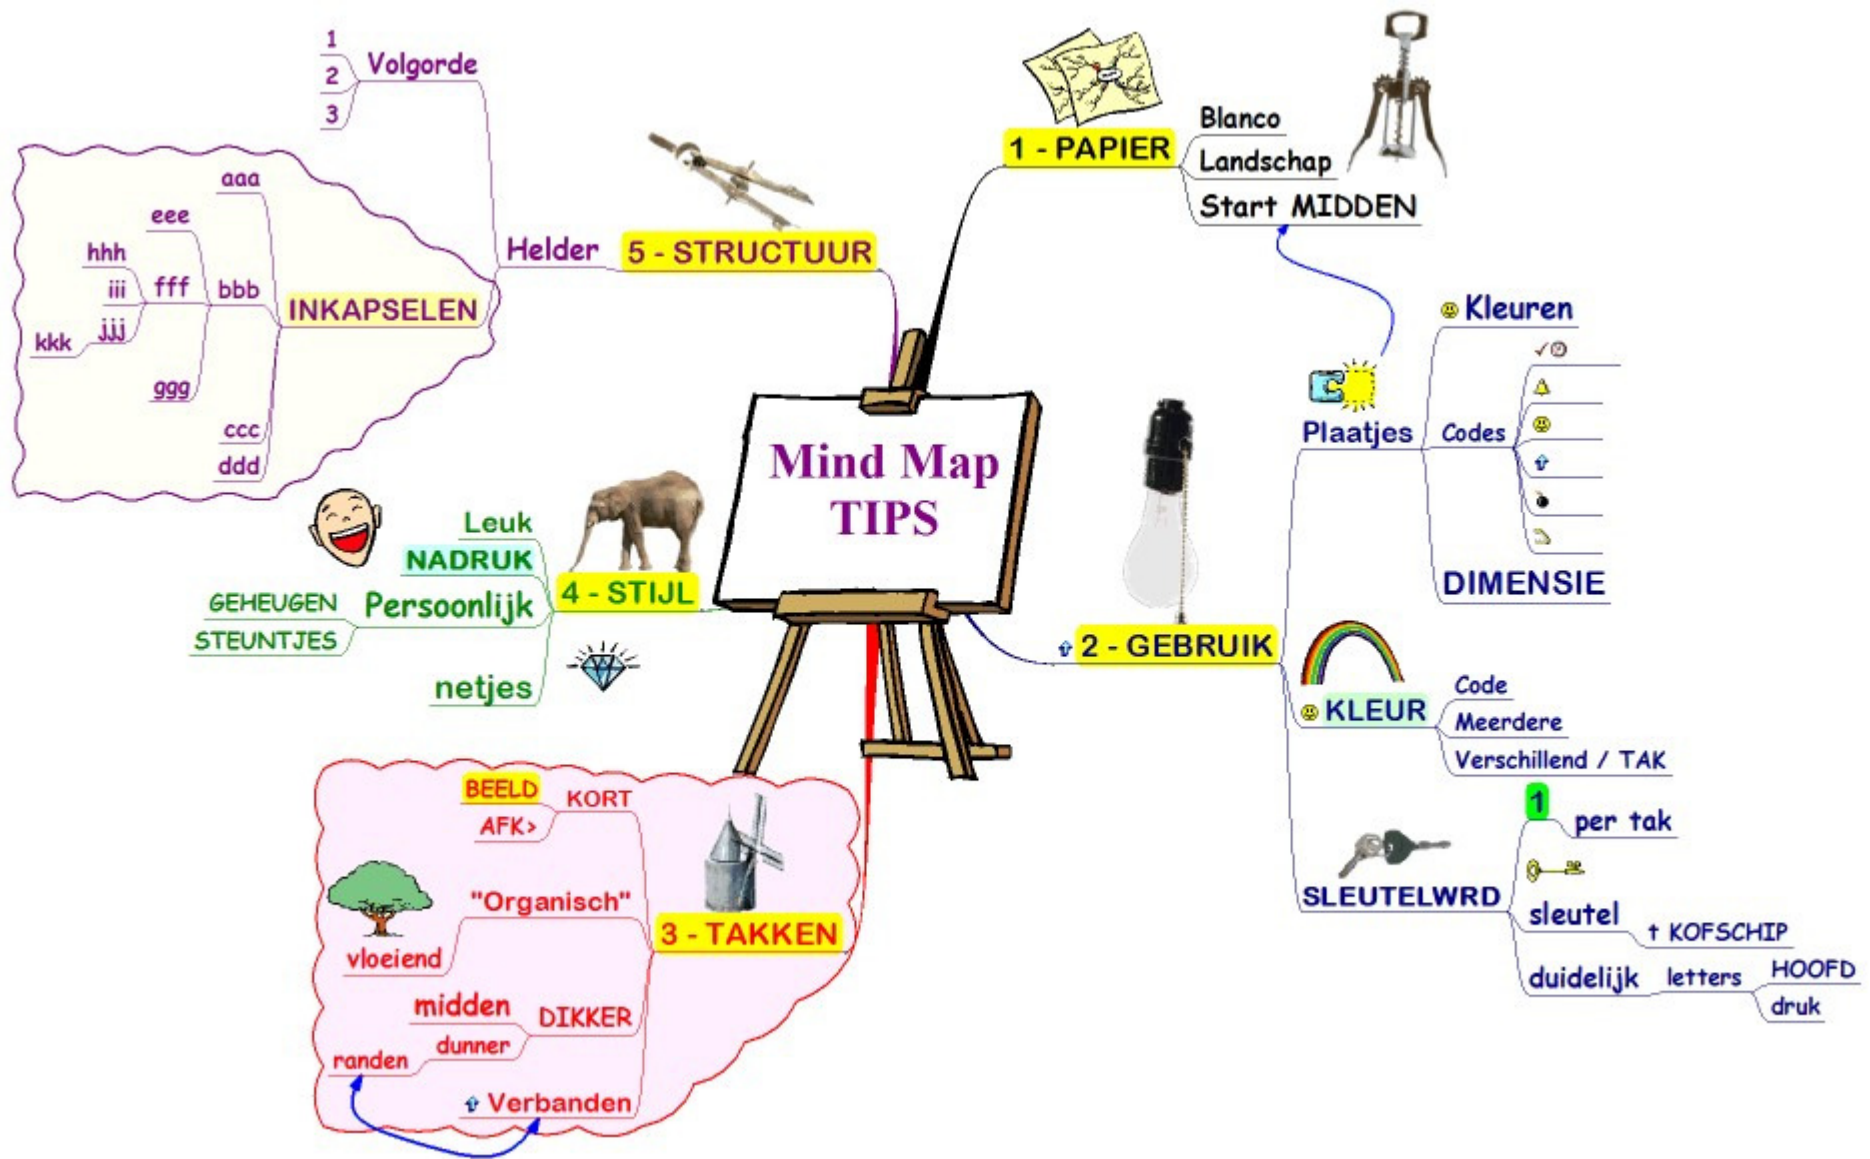 Mind Map
TIPS
1 - PAPIER
Blanco
Landschap
Start MIDDEN
2 - GEBRUIK
Plaatjes
Kleuren
Codes
DIMENSIE
KLEUR
Code
Meerdere
Verschillend / TAK
SLEUTELWRD
1
per tak
sleutel
t KOFSCHIP
duidelijk
letters
HOOFD
druk
3 - TAKKEN
KORT
BEELD
AFK>
"Organisch"
vloeiend
DIKKER
midden
dunner
randen
Verbanden
4 - STIJL
Leuk
NADRUK
Persoonlijk
GEHEUGEN
STEUNTJES
netjes
5 - STRUCTUUR
Helder
Volgorde
1
2
3
INKAPSELEN
aaa
bbb
eee
fff
hhh
iii
jjj
kkk
ggg
ccc
ddd